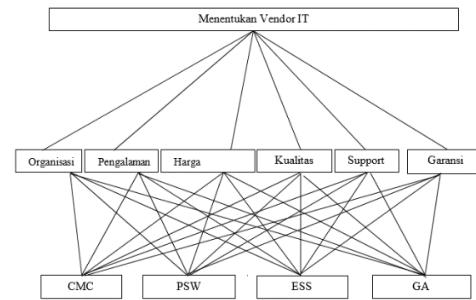 Menentukan Vendor IT
Organisasi Pengalaman Harga Kualitas Support Garansi
CMC PSW ESS GA